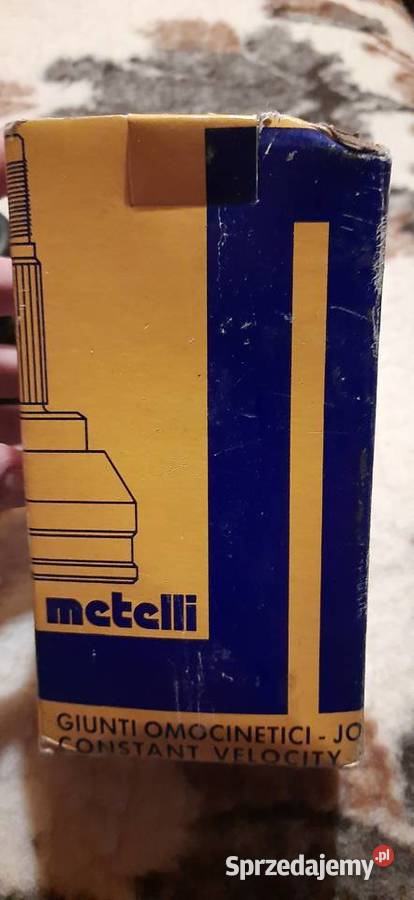 metelli
GIUNTI OMOCINETICI - JO
CONSTANT VELOCITY
Sprzedajemy.pl